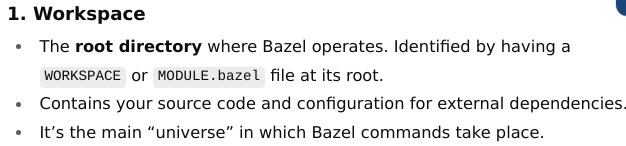 1. Workspace
• The root directory where Bazel operates. Identified by having a
WORKSPACE or MODULE.bazel file at its root.
• Contains your source code and configuration for external dependencies.
• It’s the main “universe” in which Bazel commands take place.